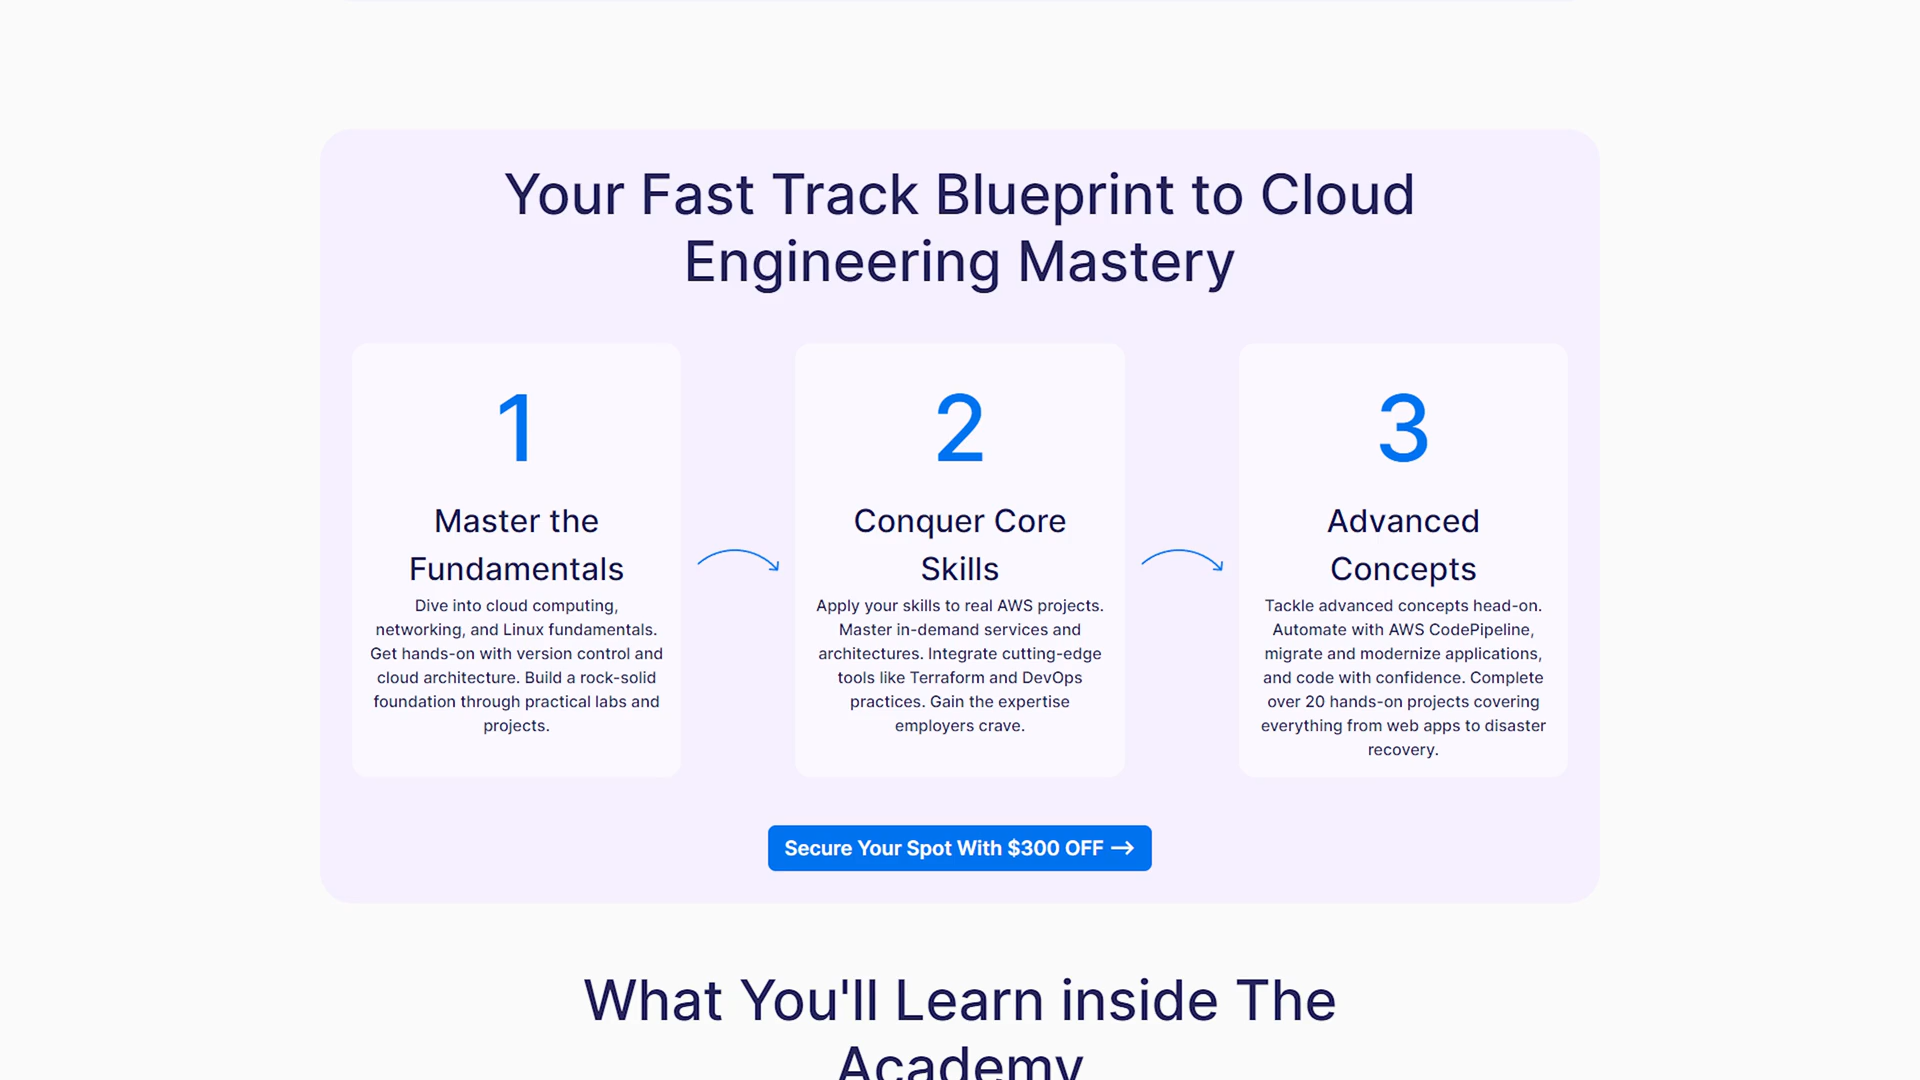 Your Fast Track Blueprint to Cloud
Engineering Mastery
1
Master the
Fundamentals
Dive into cloud computing,
networking, and Linux fundamentals.
Get hands-on with version control and
cloud architecture. Build a rock-solid
foundation through practical labs and
projects.
2
Conquer Core
Skills
Apply your skills to real AWS projects.
Master in-demand services and
architectures. Integrate cutting-edge
tools like Terraform and DevOps
practices. Gain the expertise
employers crave.
3
Advanced
Concepts
Tackle advanced concepts head-on.
Automate with AWS CodePipeline,
migrate and modernize applications,
and code with confidence. Complete
over 20 hands-on projects covering
everything from web apps to disaster
recovery.
Secure Your Spot With $300 OFF →
What You'll Learn inside The
Academy